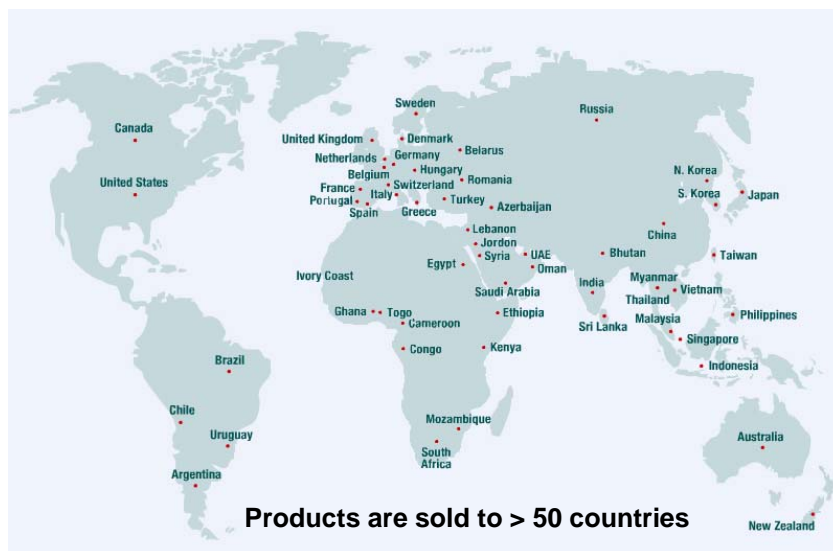 Sweden
Russia
Canada
United Kingdom
Denmark
Belarus
Netherlands
Germany
Belgium
Hungary
N. Korea
United States
France
Switzerland
Romania
S. Korea
Japan
Portugal
Italy
Turkey
Spain
Greece
Azerbaijan
Lebanon
China
Jordon
Bhutan
Taiwan
Egypt
Syria
UAE
Oman
Ivory Coast
India
Myanmar
Saudi Arabia
Thailand
Vietnam
Ghana
Togo
Ethiopia
Sri Lanka
Malaysia
Philippines
Cameroon
Singapore
Congo
Kenya
Brazil
Indonesia
Chile
Mozambique
Uruguay
Australia
South
Africa
Argentina
Products are sold to > 50 countries
New Zealand